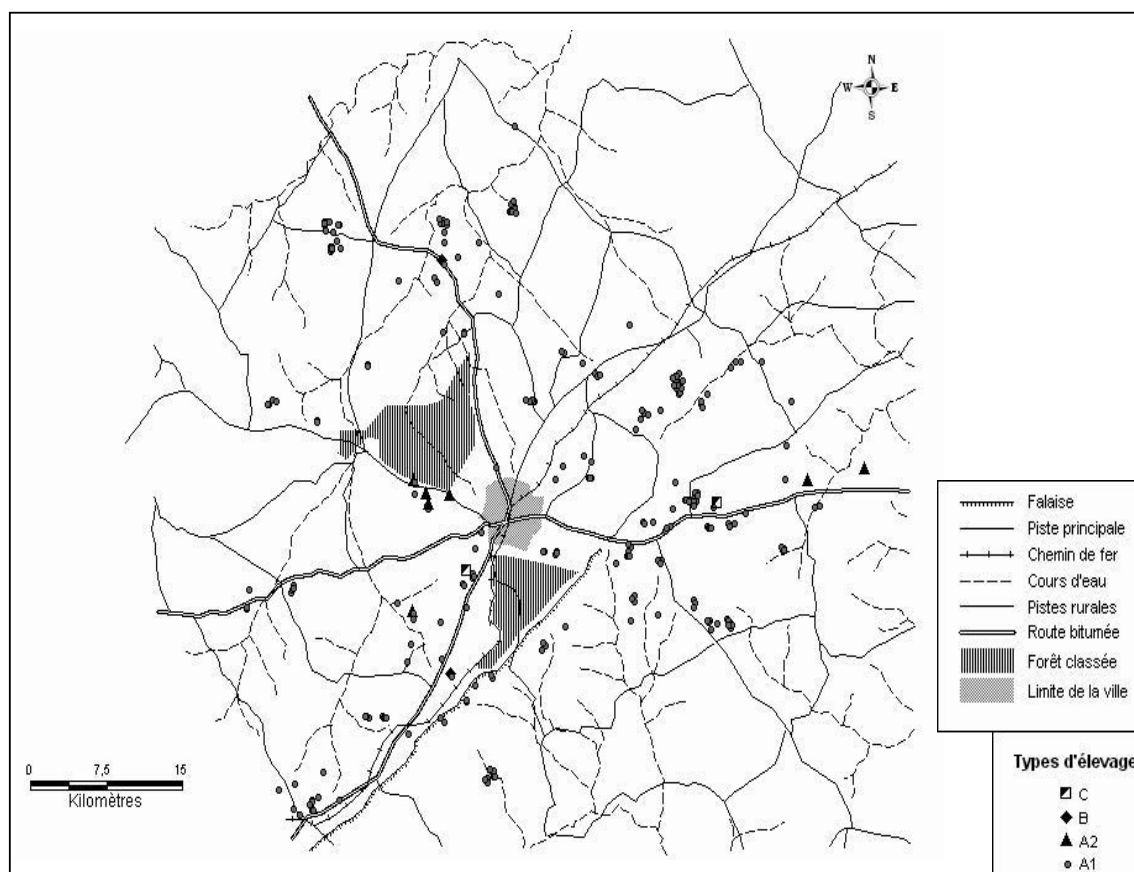 N
W E
S
Falaise
Piste principale
Chemin de fer
Cours d'eau
Pistes rurales
Route bitumée
Forêt classée
Limite de la ville
0 7,5 15
Kilomètres
Types d'élevage
C
B
A2
A1